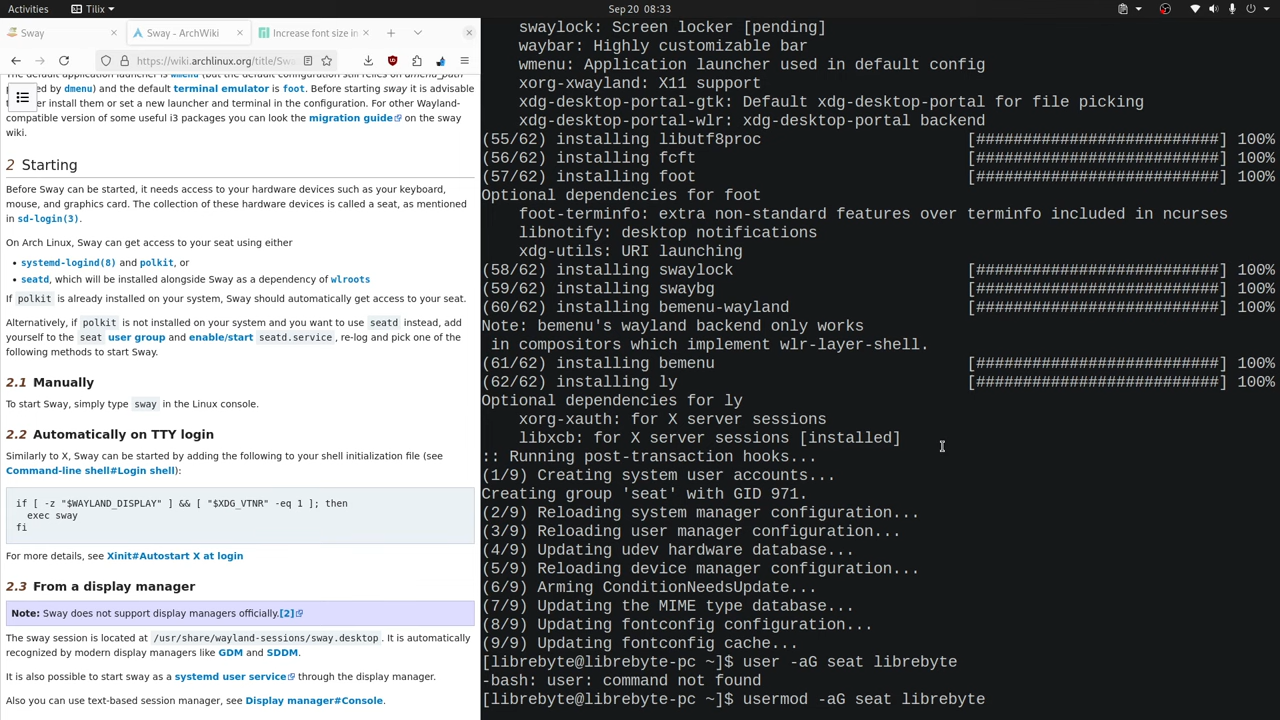 Activities
Tilix
Sep 20 08:33
Sway
Sway - ArchWiki
Increase font size in
https://wiki.archlinux.org/title/Swa
The default application launcher is wmenu (but the default configuration still relies on dmenu_path
ed by dmenu) and the default terminal emulator is foot. Before starting sway it is advisable
er install them or set a new launcher and terminal in the configuration. For other Wayland-
compatible version of some useful i3 packages you can look the migration guide on the sway
wiki.
2 Starting
Before Sway can be started, it needs access to your hardware devices such as your keyboard,
mouse, and graphics card. The collection of these hardware devices is called a seat, as mentioned
in sd-login(3).
On Arch Linux, Sway can get access to your seat using either
• systemd-logind(8) and polkit, or
• seatd, which will be installed alongside Sway as a dependency of wlroots
If polkit is already installed on your system, Sway should automatically get access to your seat.
Alternatively, if polkit is not installed on your system and you want to use seatd instead, add
yourself to the seat user group and enable/start seatd.service, re-log and pick one of the
following methods to start Sway.
2.1 Manually
To start Sway, simply type sway in the Linux console.
2.2 Automatically on TTY login
Similarly to X, Sway can be started by adding the following to your shell initialization file (see
Command-line shell#Login shell):
if [ -z "$WAYLAND_DISPLAY" ] && [ "$XDG_VTNR" -eq 1 ]; then
exec sway
fi
For more details, see Xinit#Autostart X at login
2.3 From a display manager
Note: Sway does not support display managers officially.[2]
The sway session is located at /usr/share/wayland-sessions/sway.desktop. It is automatically
recognized by modern display managers like GDM and SDDM.
It is also possible to start sway as a systemd user service through the display manager.
Also you can use text-based session manager, see Display manager#Console.
swaylock: Screen locker [pending]
waybar: Highly customizable bar
wmenu: Application launcher used in default config
xorg-xwayland: X11 support
xdg-desktop-portal-gtk: Default xdg-desktop-portal for file picking
xdg-desktop-portal-wlr: xdg-desktop-portal backend
(55/62) installing libutf8proc [###########################] 100%
(56/62) installing fcft [###########################] 100%
(57/62) installing foot [###########################] 100%
Optional dependencies for foot
foot-terminfo: extra non-standard features over terminfo included in ncurses
libnotify: desktop notifications
xdg-utils: URI launching
(58/62) installing swaylock [###########################] 100%
(59/62) installing swaybg [###########################] 100%
(60/62) installing bemenu-wayland [###########################] 100%
Note: bemenu's wayland backend only works
in compositors which implement wlr-layer-shell.
(61/62) installing bemenu [###########################] 100%
(62/62) installing ly [###########################] 100%
Optional dependencies for ly
xorg-xauth: for X server sessions
libxcb: for X server sessions [installed]
:: Running post-transaction hooks...
(1/9) Creating system user accounts...
Creating group 'seat' with GID 971.
(2/9) Reloading system manager configuration...
(3/9) Reloading user manager configuration...
(4/9) Updating udev hardware database...
(5/9) Reloading device manager configuration...
(6/9) Arming ConditionNeedsUpdate...
(7/9) Updating the MIME type database...
(8/9) Updating fontconfig configuration...
(9/9) Updating fontconfig cache...
[librebyte@librebyte-pc ~]$ user -aG seat librebyte
-bash: user: command not found
[librebyte@librebyte-pc ~]$ usermod -aG seat librebyte